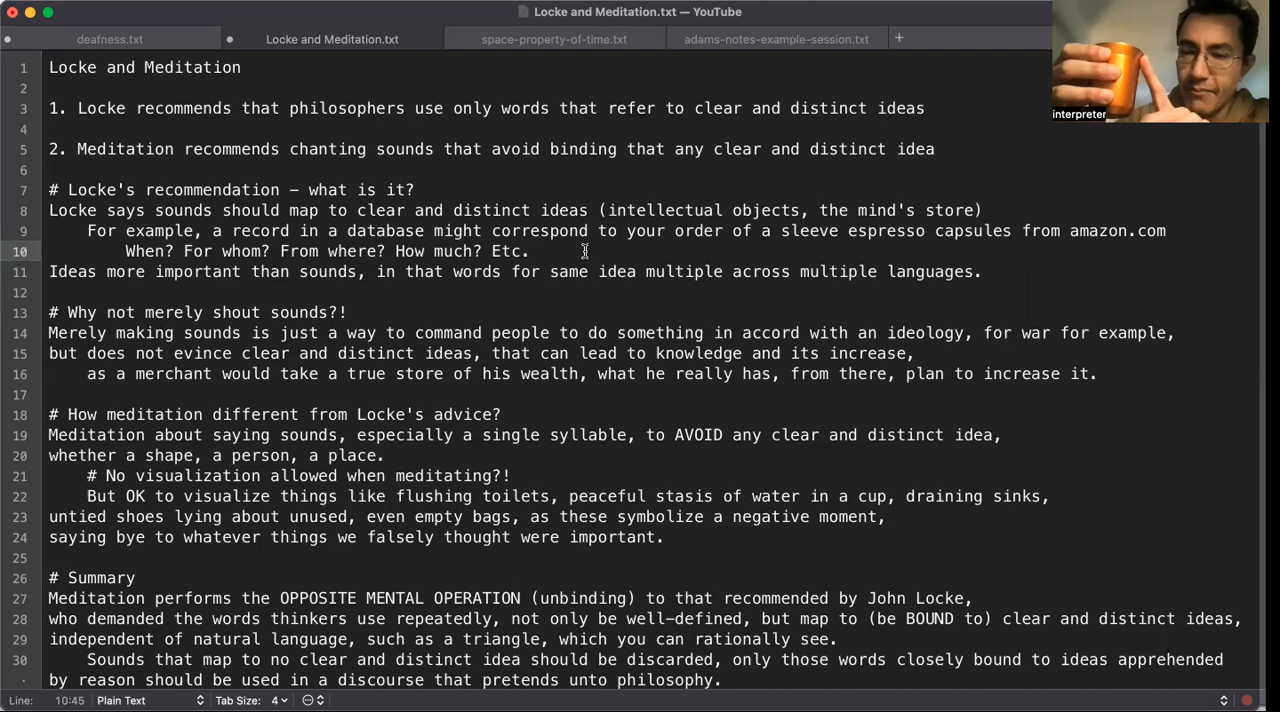 Locke and Meditation.txt — YouTube
deafness.txt
Locke and Meditation.txt
space-property-of-time.txt
adams-notes-example-session.txt
+
interpreter
1 Locke and Meditation
2
3 1. Locke recommends that philosophers use only words that refer to clear and distinct ideas
4
5 2. Meditation recommends chanting sounds that avoid binding that any clear and distinct idea
6
7 # Locke's recommendation – what is it?
8 Locke says sounds should map to clear and distinct ideas (intellectual objects, the mind's store)
9 For example, a record in a database might correspond to your order of a sleeve espresso capsules from amazon.com
10 When? For whom? From where? How much? Etc.
11 Ideas more important than sounds, in that words for same idea multiple across multiple languages.
12
13 # Why not merely shout sounds?!
14 Merely making sounds is just a way to command people to do something in accord with an ideology, for war for example,
15 but does not evince clear and distinct ideas, that can lead to knowledge and its increase,
16 as a merchant would take a true store of his wealth, what he really has, from there, plan to increase it.
17
18 # How meditation different from Locke's advice?
19 Meditation about saying sounds, especially a single syllable, to AVOID any clear and distinct idea,
20 whether a shape, a person, a place.
21 # No visualization allowed when meditating?!
22 But OK to visualize things like flushing toilets, peaceful stasis of water in a cup, draining sinks,
23 untied shoes lying about unused, even empty bags, as these symbolize a negative moment,
24 saying bye to whatever things we falsely thought were important.
25
26 # Summary
27 Meditation performs the OPPOSITE MENTAL OPERATION (unbinding) to that recommended by John Locke,
28 who demanded the words thinkers use repeatedly, not only be well-defined, but map to (be BOUND to) clear and distinct ideas,
29 independent of natural language, such as a triangle, which you can rationally see.
30 Sounds that map to no clear and distinct idea should be discarded, only those words closely bound to ideas apprehended
by reason should be used in a discourse that pretends unto philosophy.
Line: 10:45 Plain Text Tab Size: 4